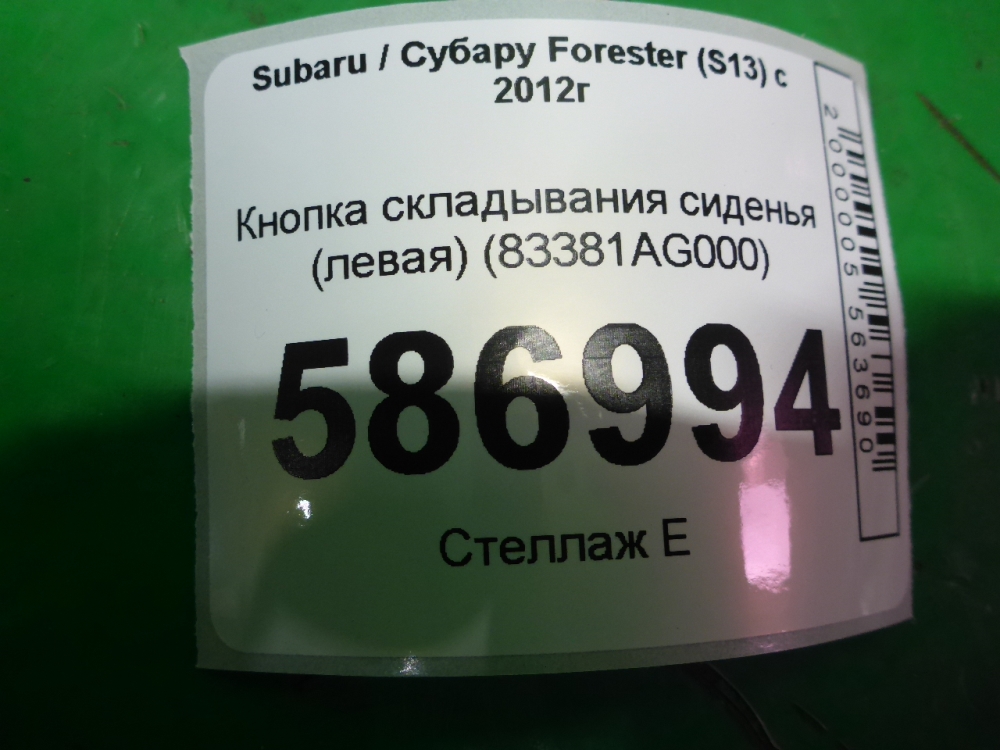 Subaru / Субару Forester (S13) с
2012г
Кнопка складывания сиденья
(левая) (83381AG000)
586994
Стеллаж Е
2000005563690